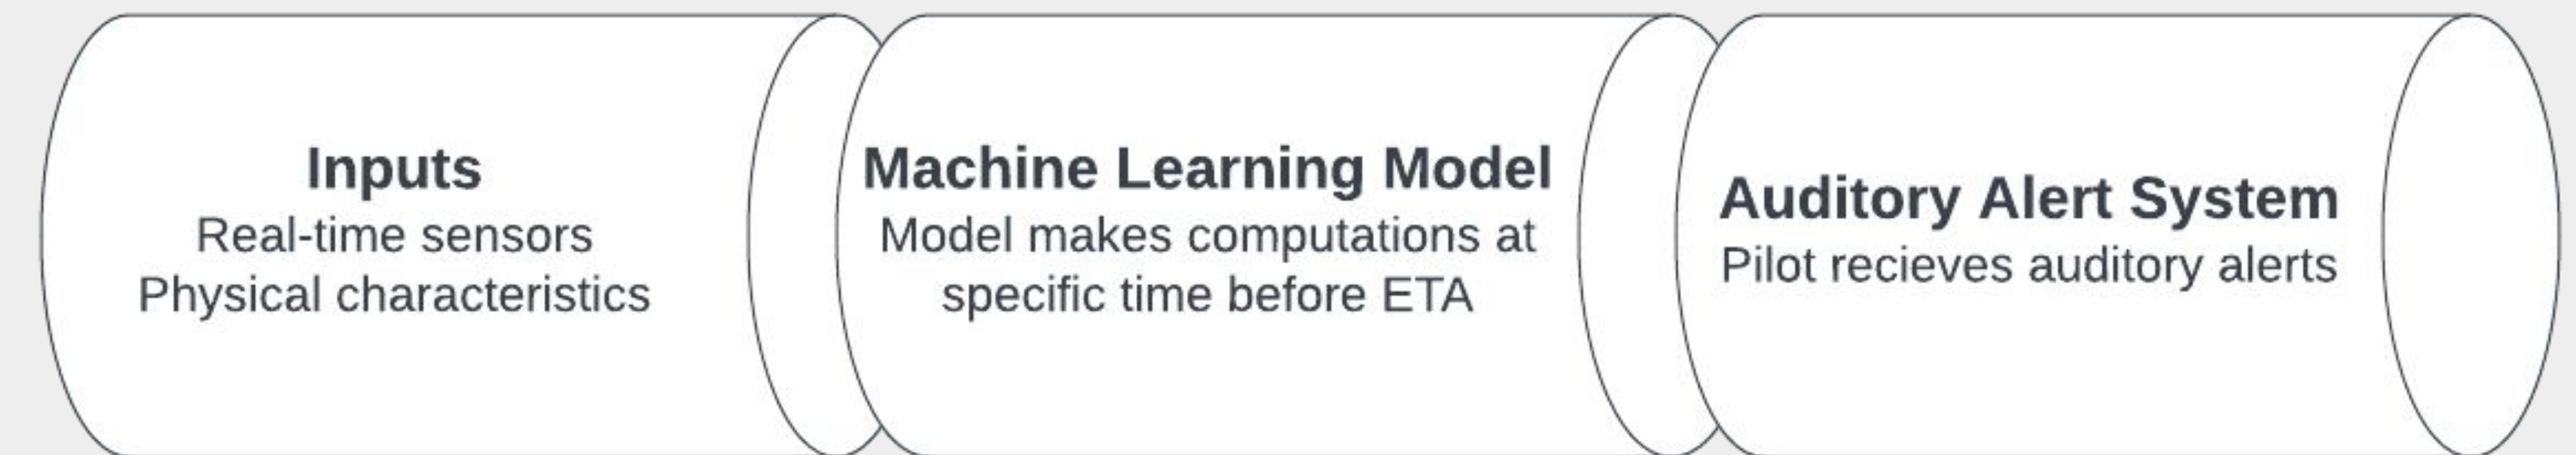 Inputs
Real-time sensors
Physical characteristics
Machine Learning Model
Model makes computations at
specific time before ETA
Auditory Alert System
Pilot recieves auditory alerts